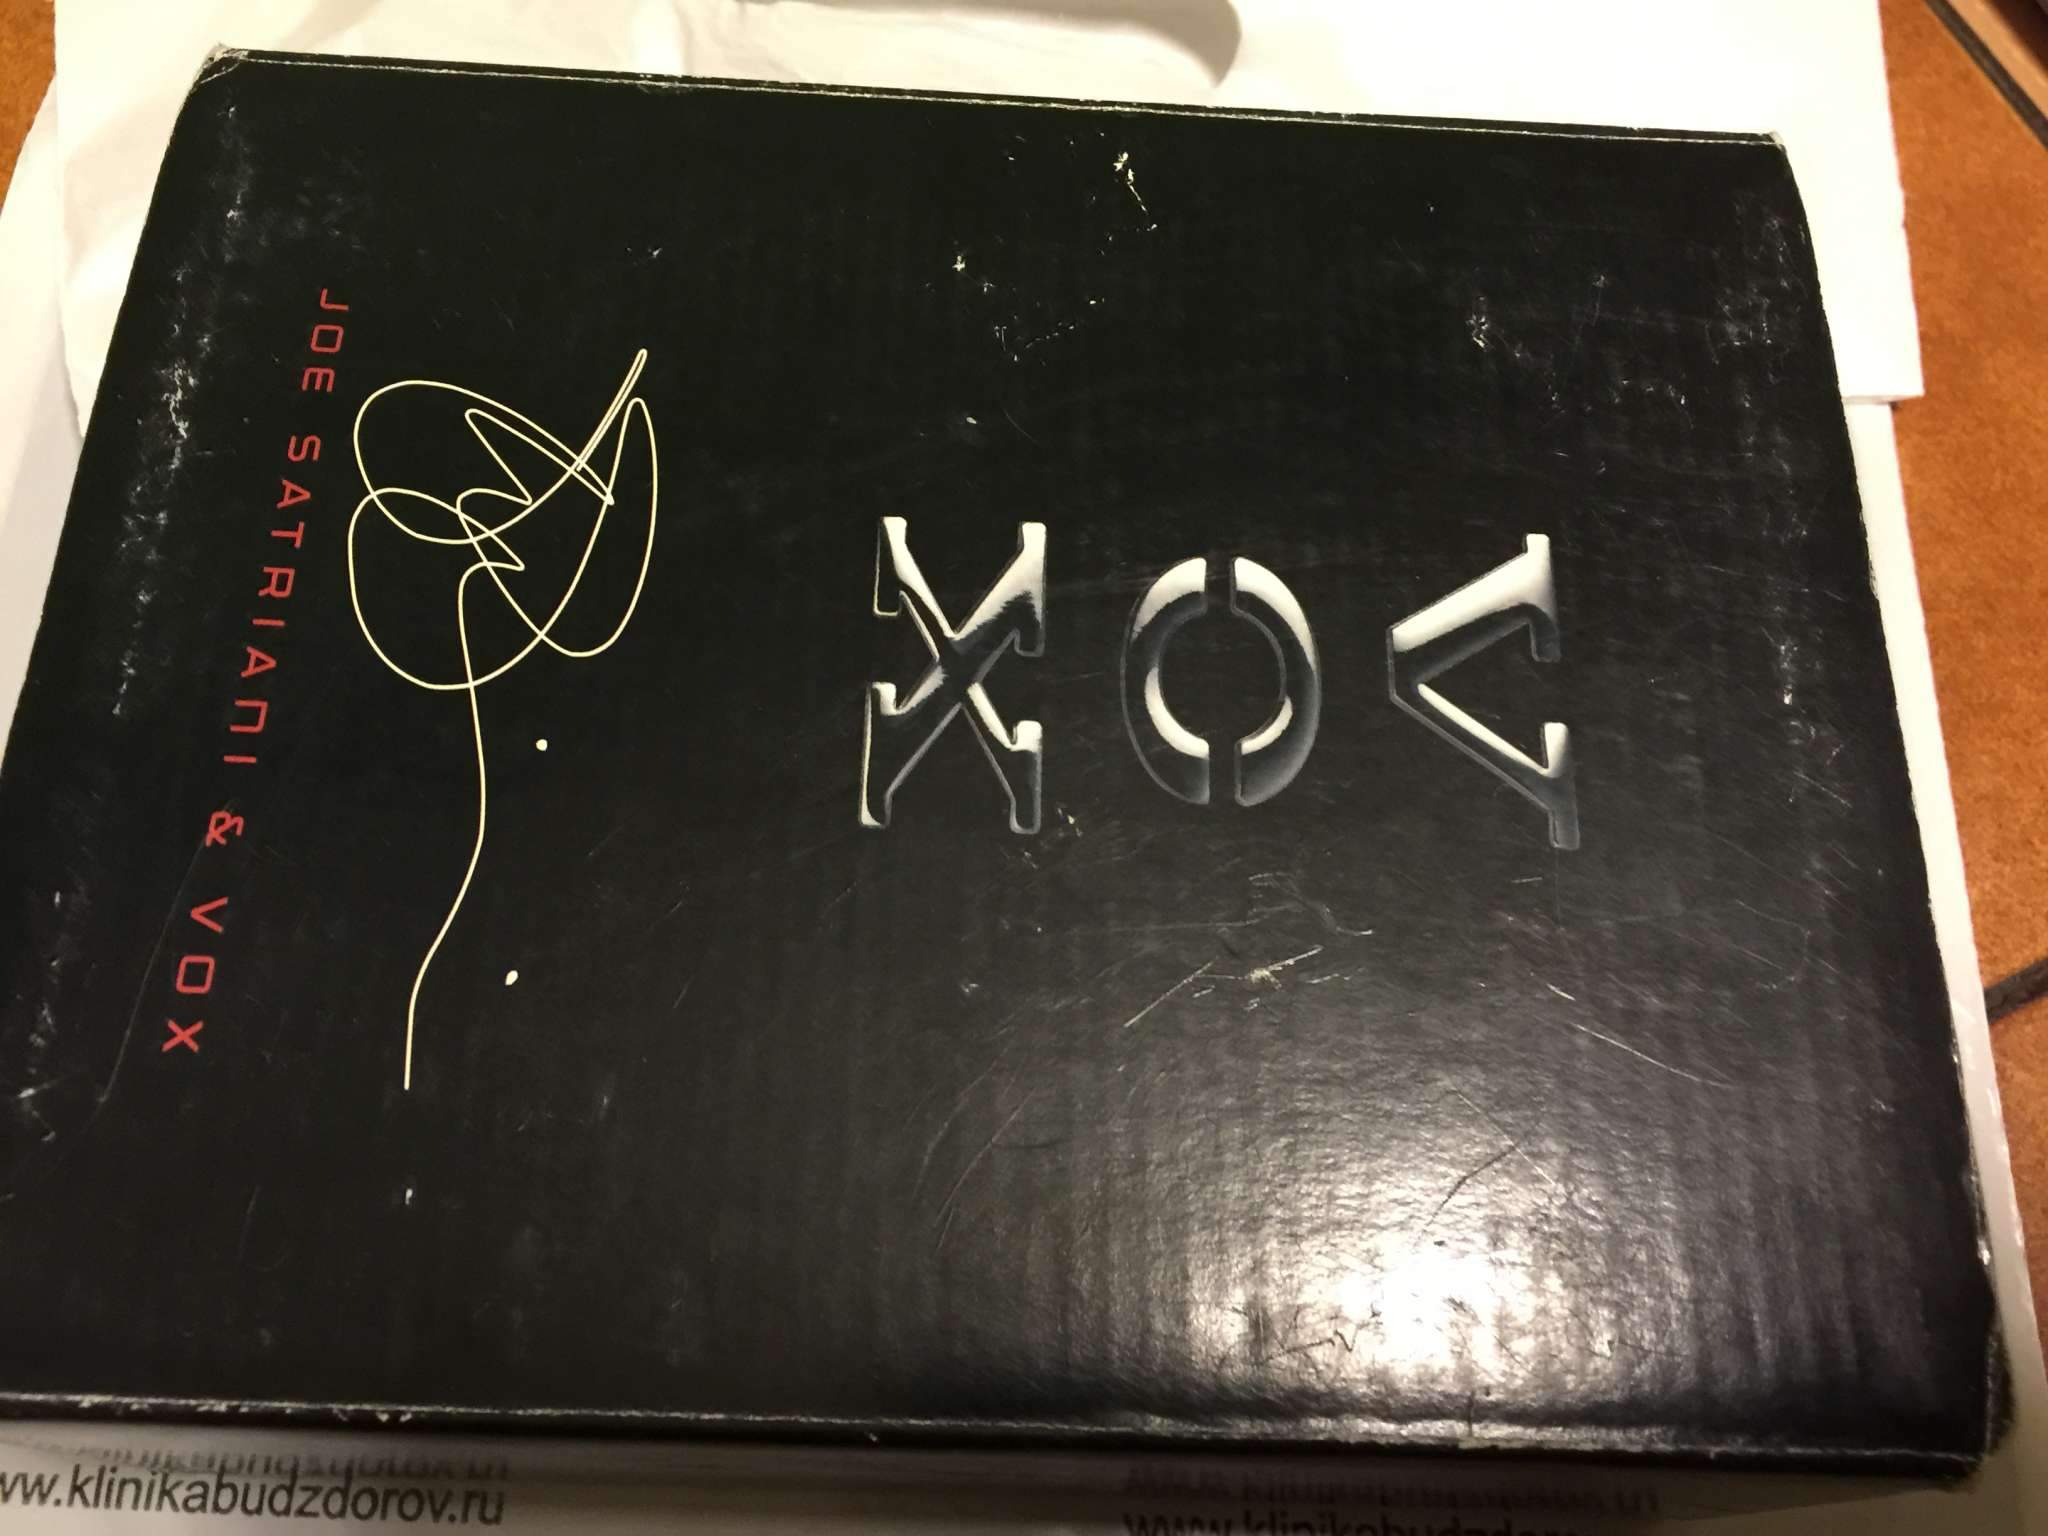 VOX
JOE SATRIANI & VOX
www.klinikabudzdorov.ru